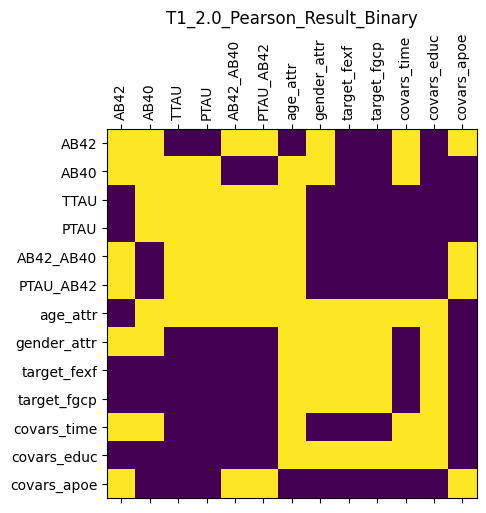 T1_2.0_Pearson_Result_Binary
AB42
AB40
TTAU
PTAU
AB42_AB40
PTAU_AB42
age_attr
gender_attr
target_fexf
target_fgcp
covars_time
covars_educ
covars_apoe
AB42
AB40
TTAU
PTAU
AB42_AB40
PTAU_AB42
age_attr
gender_attr
target_fexf
target_fgcp
covars_time
covars_educ
covars_apoe